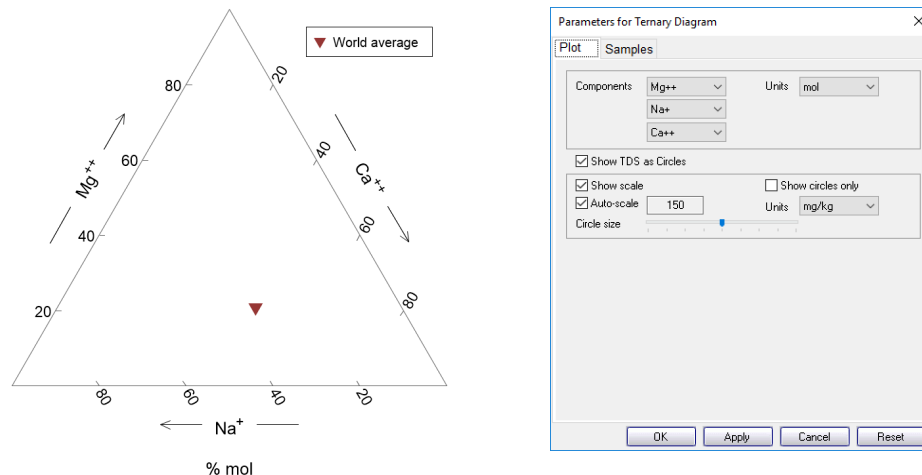 World average
80
60
40
20
20
40
60
80
80
60
40
20
Mg++
Ca++
Na+
% mol
Parameters for Ternary Diagram
Plot
Samples
Components
Mg++
Units
mol
Na+
Ca++
Show TDS as Circles
Show scale
Show circles only
Auto-scale
150
Units
mg/kg
Circle size
OK
Apply
Cancel
Reset